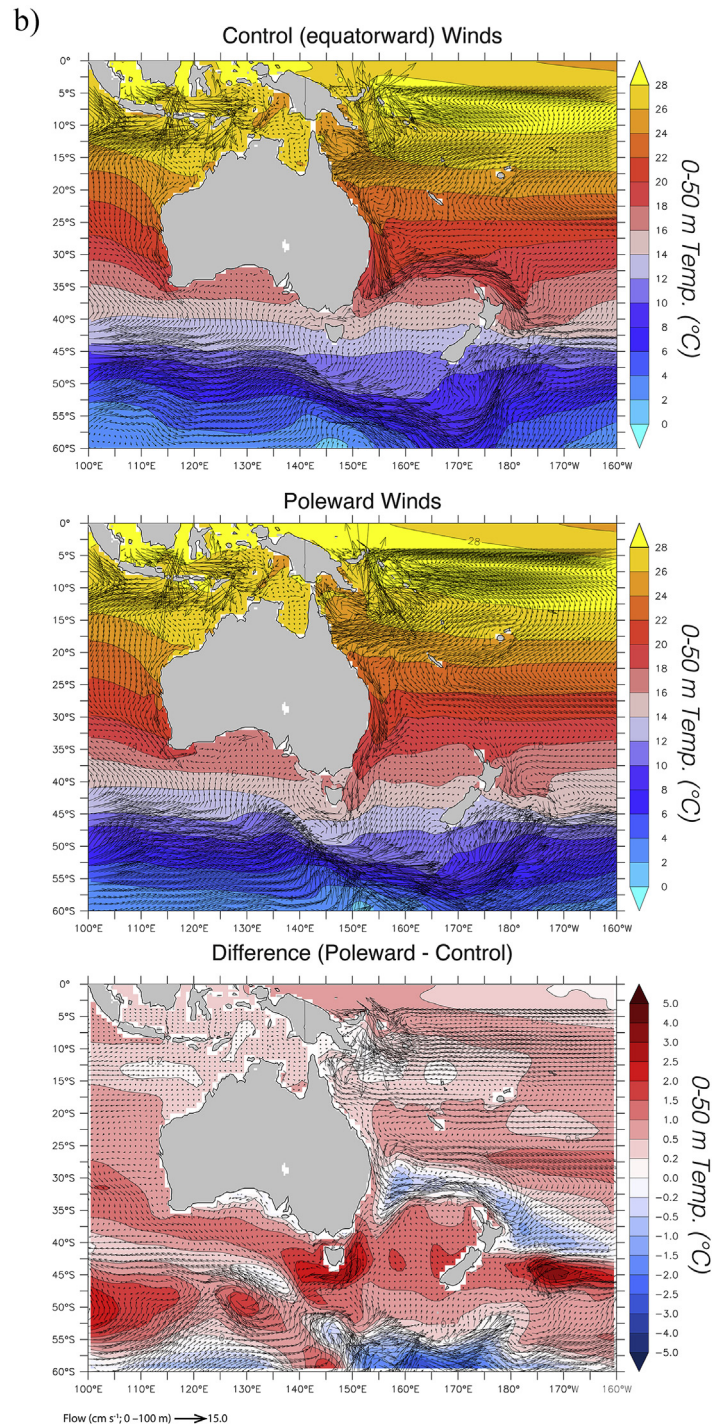 b)
Control (equatorward) Winds
0°
5°S
10°S
15°S
20°S
25°S
30°S
35°S
40°S
45°S
50°S
55°S
60°S
100°E 110°E 120°E 130°E 140°E 150°E 160°E 170°E 180° 170°W 160°W
28
26
24
22
20
18
16
14
12
10
8
6
4
2
0
0-50 m Temp. (°C)
Poleward Winds
0°
5°S
10°S
15°S
20°S
25°S
30°S
35°S
40°S
45°S
50°S
55°S
60°S
28
100°E 110°E 120°E 130°E 140°E 150°E 160°E 170°E 180° 170°W 160°W
28
26
24
22
20
18
16
14
12
10
8
6
4
2
0
0-50 m Temp. (°C)
Difference (Poleward - Control)
0°
5°S
10°S
15°S
20°S
25°S
30°S
35°S
40°S
45°S
50°S
55°S
60°S
100°E 110°E 120°E 130°E 140°E 150°E 160°E 170°E 180° 170°W 160°W
5.0
4.0
3.0
2.5
2.0
1.5
1.0
0.5
0.2
0.0
−0.2
−0.5
−1.0
−1.5
−2.0
−2.5
−3.0
−4.0
−5.0
0-50 m Temp. (°C)
Flow (cm s⁻¹; 0 –100 m) 15.0